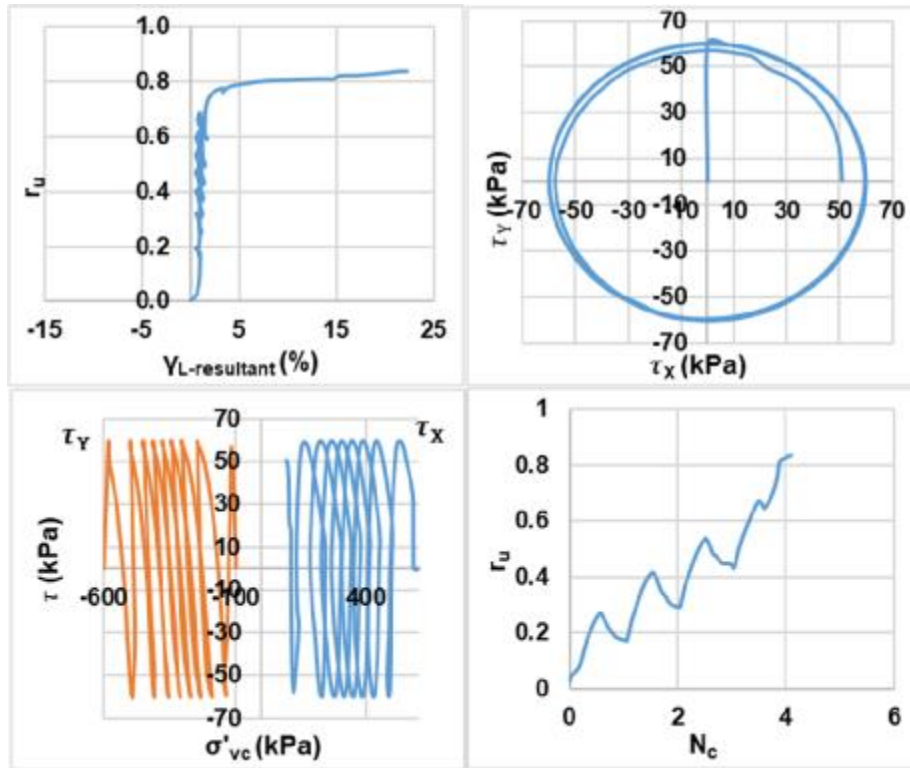 1.0
0.8
0.6
0.4
0.2
0.0
r_u
-15 -5 5 15 25
γ_L-resultant (%)
70
50
30
10
-10
-30
-50
-70
τ_Y (kPa)
-70 -50 -30 -10 10 30 50 70
τ_X (kPa)
τ_Y
τ_X
70
50
30
10
-10
-30
-50
-70
τ (kPa)
-600 -100 400
σ'_vc (kPa)
1
0.8
0.6
0.4
0.2
0
r_u
0 2 4 6
N_c